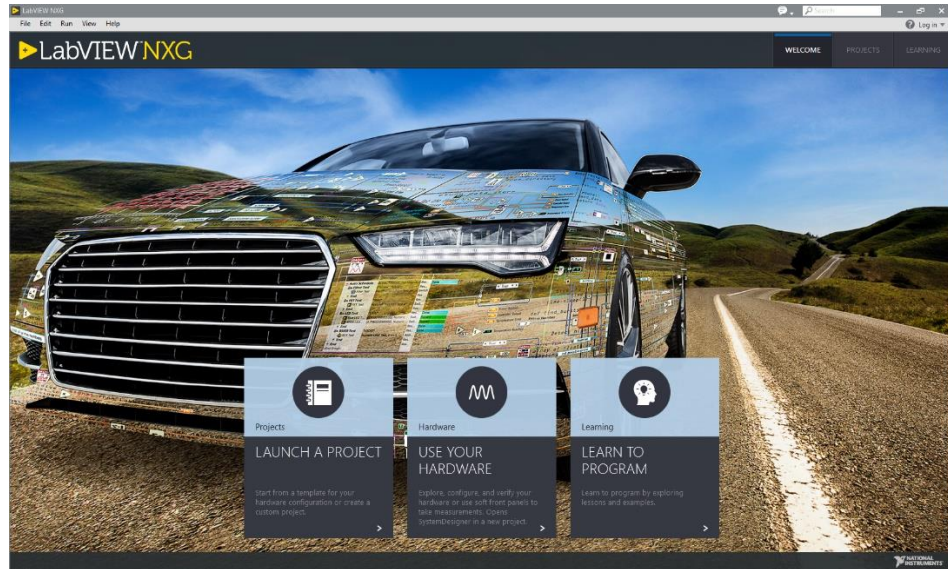 LabVIEW NXG
Search
File Edit Run View Help
Log in
LabVIEW NXG
WELCOME PROJECTS LEARNING
Projects
LAUNCH A PROJECT
Start from a template for your
hardware configuration or create a
custom project.
Hardware
USE YOUR
HARDWARE
Explore, configure, and verify your
hardware or use soft front panels to
take measurements. Opens
SystemDesigner in a new project.
Learning
LEARN TO
PROGRAM
Learn to program by exploring
lessons and examples.
NATIONAL
INSTRUMENTS